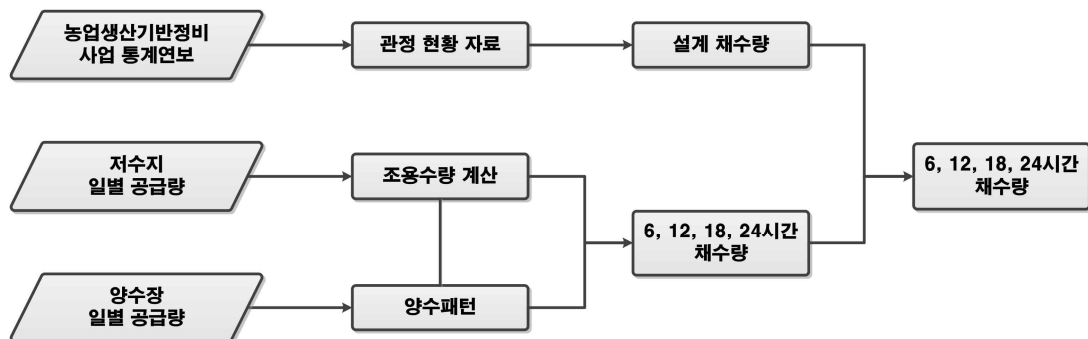 농업생산기반정비
사업 통계연보
관정 현황 자료
설계 채수량
저수지
일별 공급량
조용수량 계산
6, 12, 18, 24시간
채수량
6, 12, 18, 24시간
채수량
양수장
일별 공급량
양수패턴